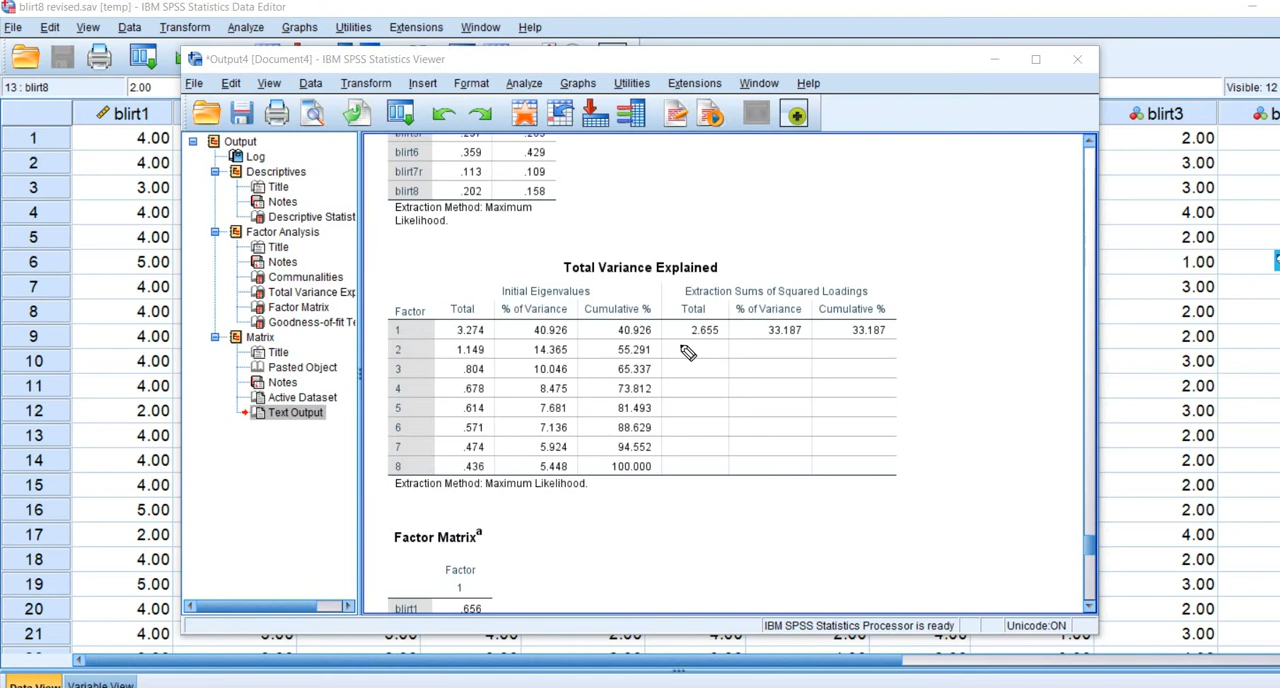 blirt8 revised.sav [temp] - IBM SPSS Statistics Data Editor
File Edit View Data Transform Analyze Graphs Utilities Extensions Window Help
13 : blirt8 2.00 Visible: 12
*Output4 [Document4] - IBM SPSS Statistics Viewer
File Edit View Data Transform Insert Format Analyze Graphs Utilities Extensions Window Help
blirt1
1 4.00
2 4.00
3 3.00
4 4.00
5 4.00
6 5.00
7 4.00
8 4.00
9 4.00
10 4.00
11 4.00
12 2.00
13 4.00
14 4.00
15 4.00
16 5.00
17 2.00
18 4.00
19 5.00
20 4.00
21 4.00
Output
Log
Descriptives
Title
Notes
Descriptive Statist
Factor Analysis
Title
Notes
Communalities
Total Variance Exp
Factor Matrix
Goodness-of-fit Te
Matrix
Title
Pasted Object
Notes
Active Dataset
Text Output
blirt6 .359 .429
blirt7r .113 .109
blirt8 .202 .158
Extraction Method: Maximum
Likelihood.
Total Variance Explained
Initial Eigenvalues Extraction Sums of Squared Loadings
Factor Total % of Variance Cumulative % Total % of Variance Cumulative %
1 3.274 40.926 40.926 2.655 33.187 33.187
2 1.149 14.365 55.291
3 .804 10.046 65.337
4 .678 8.475 73.812
5 .614 7.681 81.493
6 .571 7.136 88.629
7 .474 5.924 94.552
8 .436 5.448 100.000
Extraction Method: Maximum Likelihood.
Factor Matrixa
Factor
1
blirt1 .656
IBM SPSS Statistics Processor is ready Unicode:ON
blirt3 b
2.00
3.00
3.00
4.00
2.00
1.00
3.00
2.00
2.00
3.00
2.00
3.00
2.00
2.00
2.00
2.00
4.00
2.00
3.00
2.00
3.00
Data View Variable View